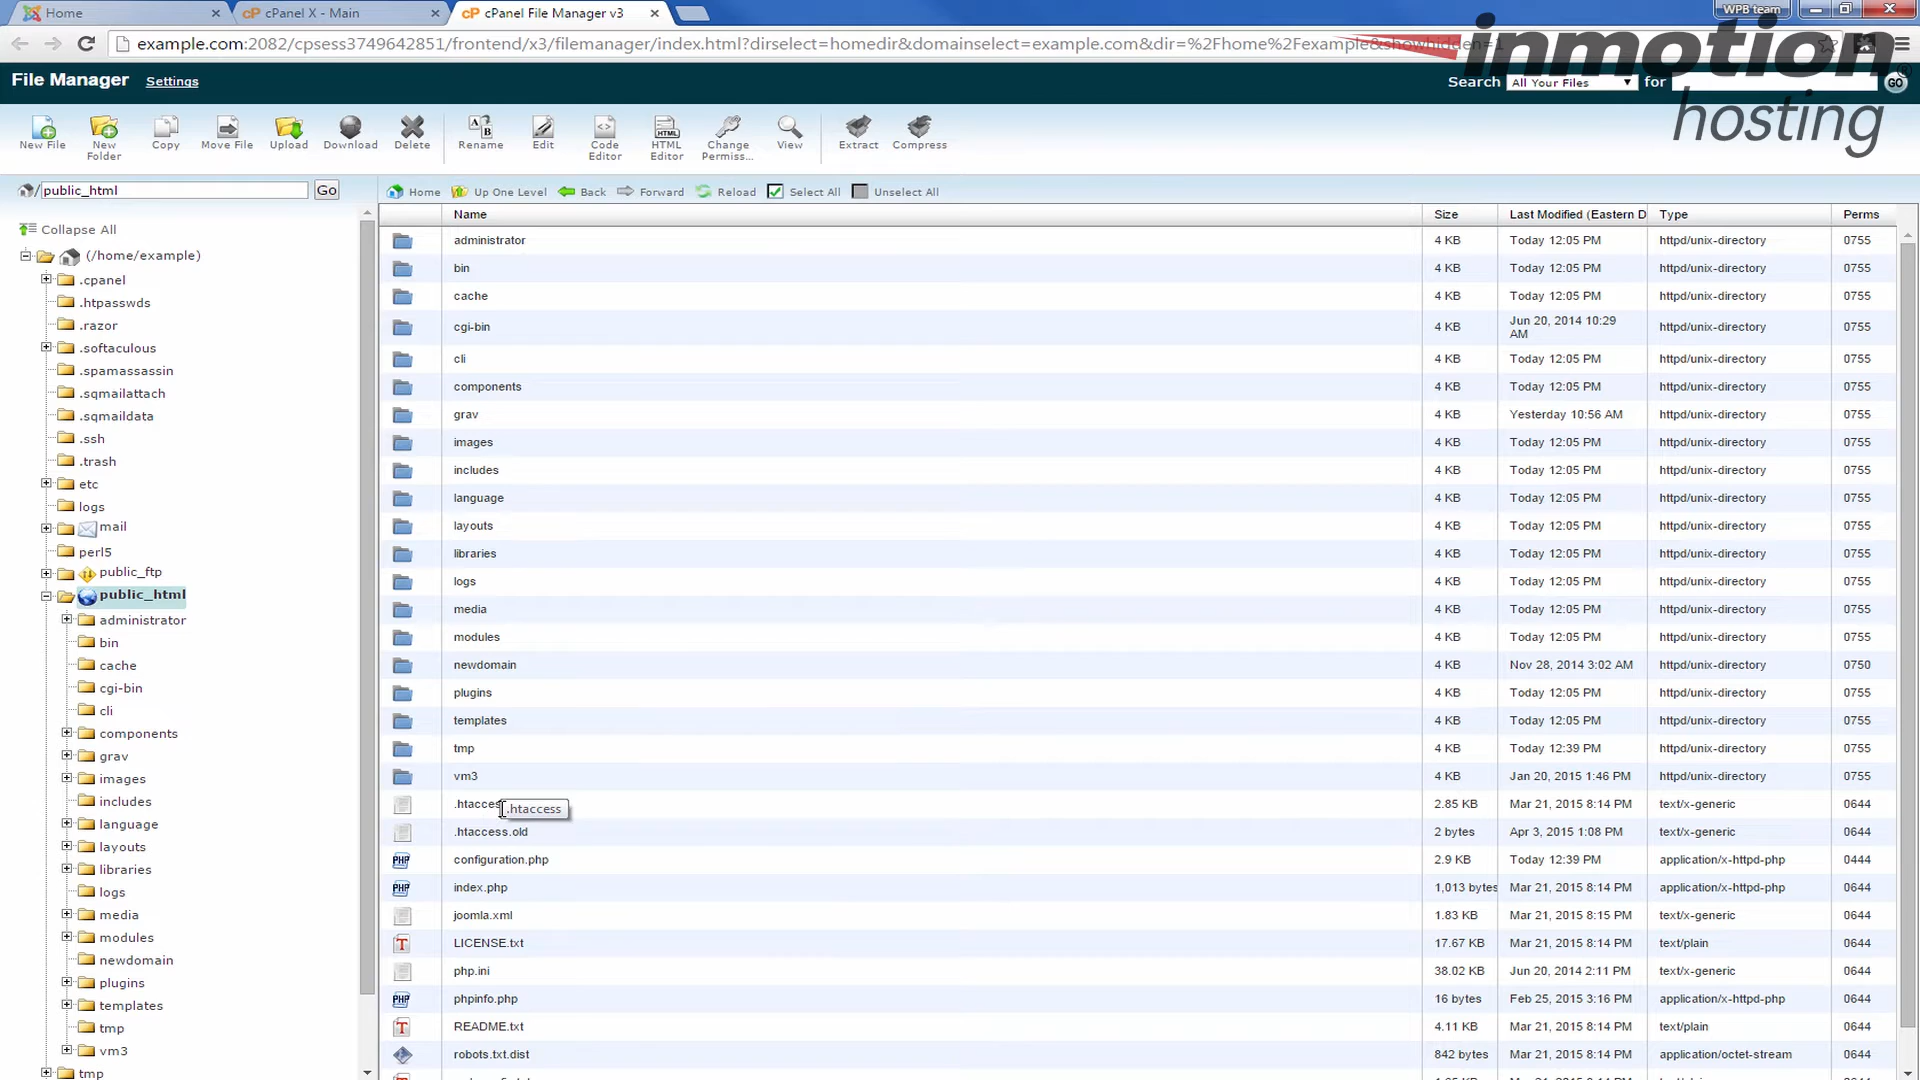 Home
cPanel X - Main
cPanel File Manager v3
WPB team
example.com:2082/cpsess3749642851/frontend/x3/filemanager/index.html?dirselect=homedir&domainselect=example.com&dir=%2Fhome%2Fexample&showhidden=1
inmotion
hosting
File Manager
Settings
Search
All Your Files
for
GO
New File
New Folder
Copy
Move File
Upload
Download
Delete
Rename
Edit
Code Editor
HTML Editor
Change Permiss...
View
Extract
Compress
/ public_html
Go
Home
Up One Level
Back
Forward
Reload
Select All
Unselect All
Collapse All
(/home/example)
.cpanel
.htpasswds
.razor
.softaculous
.spamassassin
.sqmailattach
.sqmaildata
.ssh
.trash
etc
logs
mail
perl5
public_ftp
public_html
administrator
bin
cache
cgi-bin
cli
components
grav
images
includes
language
layouts
libraries
logs
media
modules
newdomain
plugins
templates
tmp
vm3
tmp
Name Size Last Modified (Eastern D Type Perms
administrator 4 KB Today 12:05 PM httpd/unix-directory 0755
bin 4 KB Today 12:05 PM httpd/unix-directory 0755
cache 4 KB Today 12:05 PM httpd/unix-directory 0755
cgi-bin 4 KB Jun 20, 2014 10:29 AM httpd/unix-directory 0755
cli 4 KB Today 12:05 PM httpd/unix-directory 0755
components 4 KB Today 12:05 PM httpd/unix-directory 0755
grav 4 KB Yesterday 10:56 AM httpd/unix-directory 0755
images 4 KB Today 12:05 PM httpd/unix-directory 0755
includes 4 KB Today 12:05 PM httpd/unix-directory 0755
language 4 KB Today 12:05 PM httpd/unix-directory 0755
layouts 4 KB Today 12:05 PM httpd/unix-directory 0755
libraries 4 KB Today 12:05 PM httpd/unix-directory 0755
logs 4 KB Today 12:05 PM httpd/unix-directory 0755
media 4 KB Today 12:05 PM httpd/unix-directory 0755
modules 4 KB Today 12:05 PM httpd/unix-directory 0755
newdomain 4 KB Nov 28, 2014 3:02 AM httpd/unix-directory 0750
plugins 4 KB Today 12:05 PM httpd/unix-directory 0755
templates 4 KB Today 12:05 PM httpd/unix-directory 0755
tmp 4 KB Today 12:39 PM httpd/unix-directory 0755
vm3 4 KB Jan 20, 2015 1:46 PM httpd/unix-directory 0755
.htacces .htaccess 2.85 KB Mar 21, 2015 8:14 PM text/x-generic 0644
.htaccess.old 2 bytes Apr 3, 2015 1:08 PM text/x-generic 0644
configuration.php 2.9 KB Today 12:39 PM application/x-httpd-php 0444
index.php 1,013 bytes Mar 21, 2015 8:14 PM application/x-httpd-php 0644
joomla.xml 1.83 KB Mar 21, 2015 8:15 PM text/x-generic 0644
LICENSE.txt 17.67 KB Mar 21, 2015 8:14 PM text/plain 0644
php.ini 38.02 KB Jun 20, 2014 2:11 PM text/x-generic 0644
phpinfo.php 16 bytes Feb 25, 2015 3:16 PM application/x-httpd-php 0644
README.txt 4.11 KB Mar 21, 2015 8:14 PM text/plain 0644
robots.txt.dist 842 bytes Mar 21, 2015 8:14 PM application/octet-stream 0644